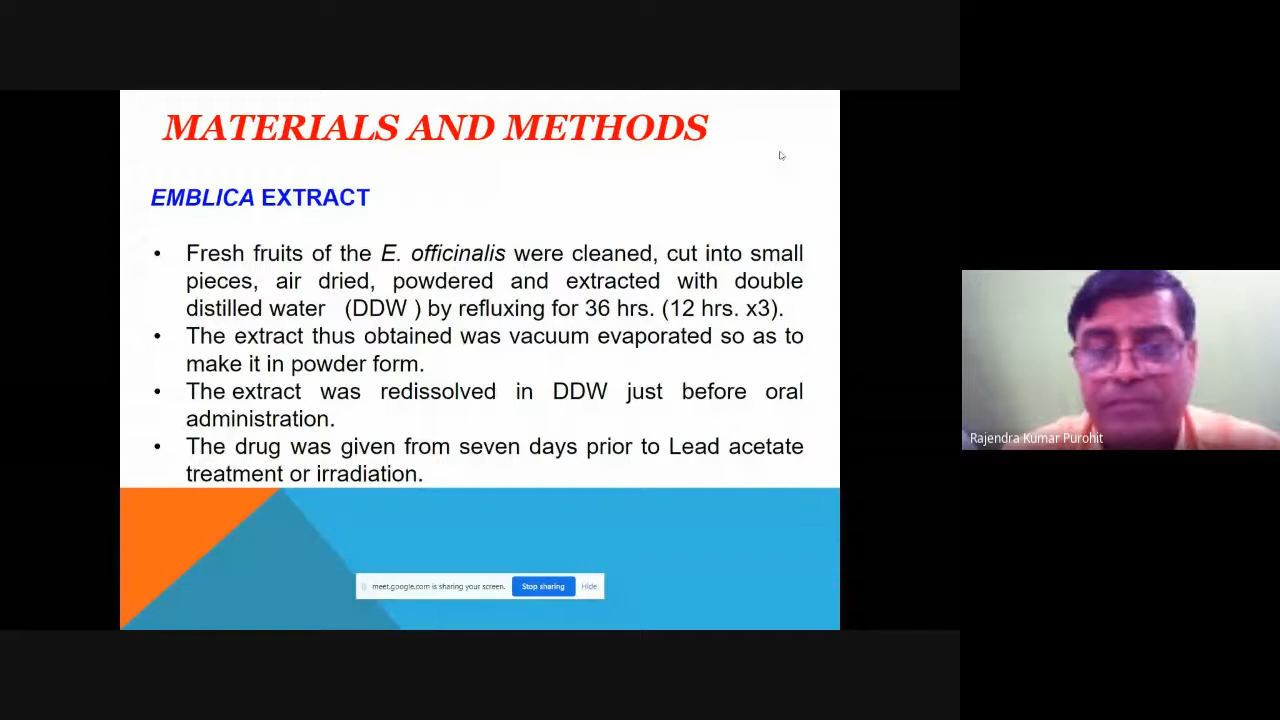 MATERIALS AND METHODS
EMBLICA EXTRACT
• Fresh fruits of the E. officinalis were cleaned, cut into small
pieces, air dried, powdered and extracted with double
distilled water (DDW ) by refluxing for 36 hrs. (12 hrs. x3).
• The extract thus obtained was vacuum evaporated so as to
make it in powder form.
• The extract was redissolved in DDW just before oral
administration.
• The drug was given from seven days prior to Lead acetate
treatment or irradiation.
meet.google.com is sharing your screen. Stop sharing Hide
Rajendra Kumar Purohit